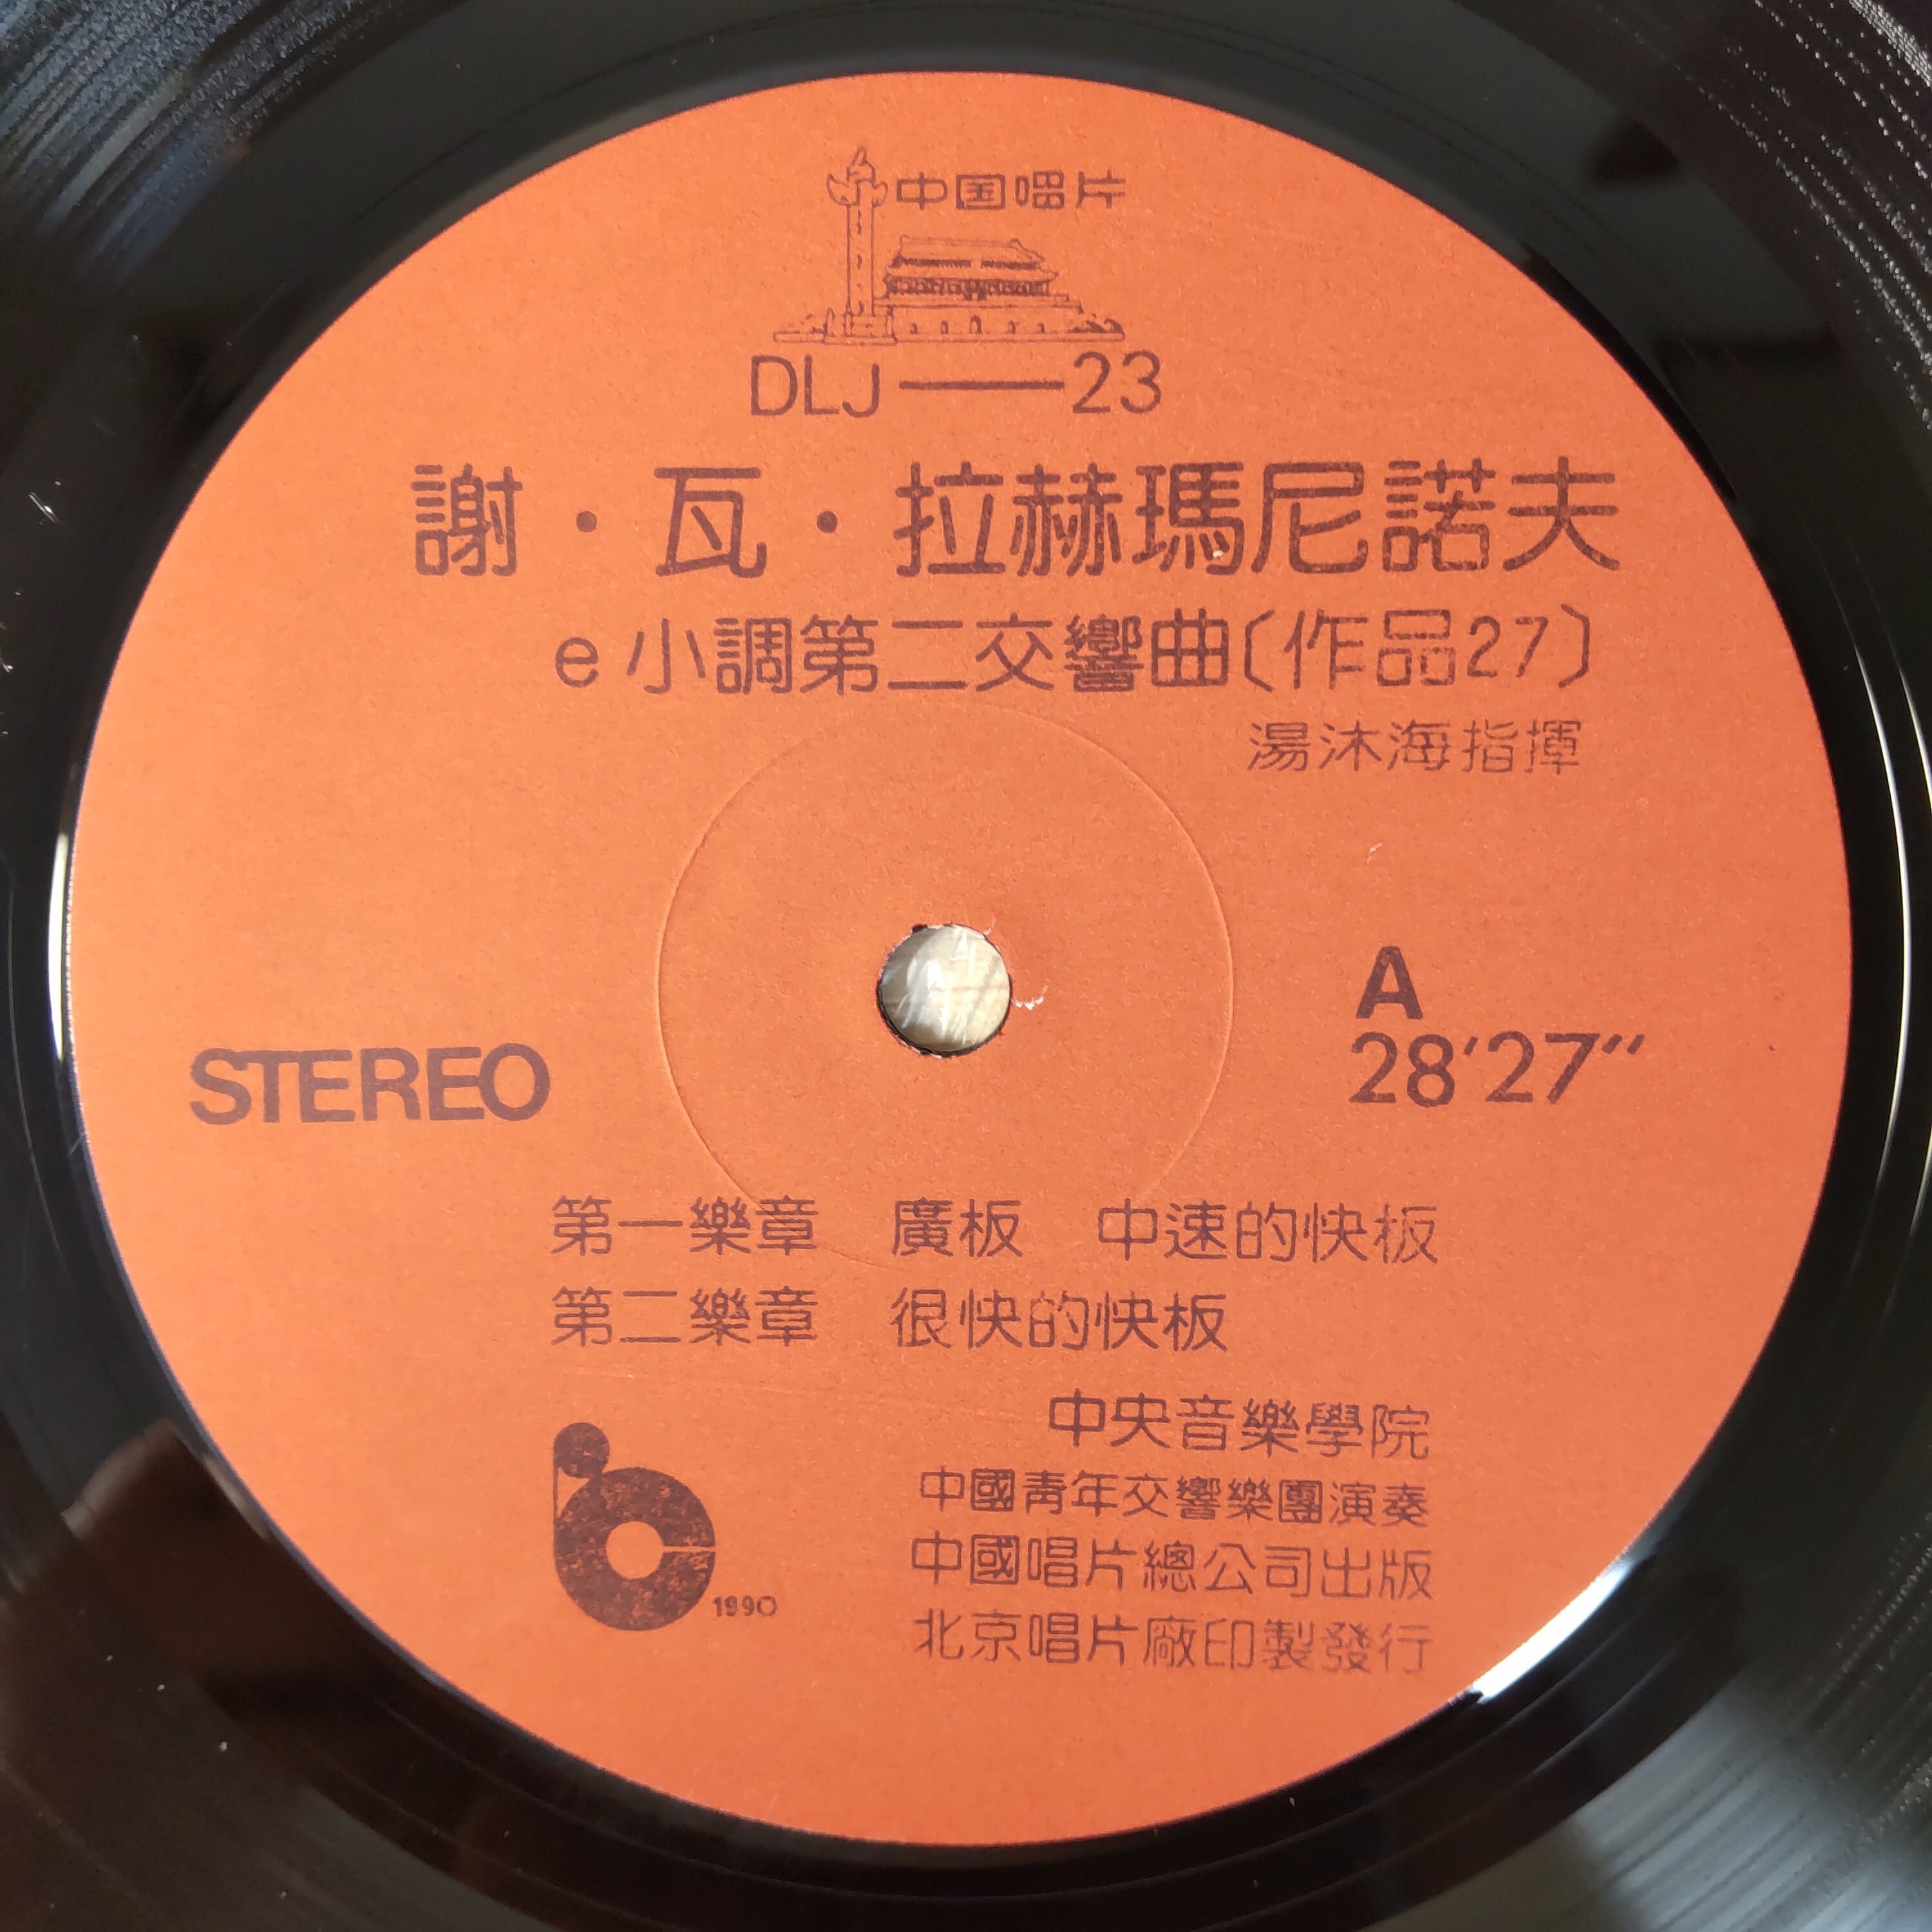 中国唱片
DLJ——23
謝·瓦·拉赫瑪尼諾夫
e小調第二交響曲〔作品27〕
湯沐海指揮
A
28′27″
STEREO
第一樂章 廣板 中速的快板
第二樂章 很快的快板
中央音樂學院
中國青年交響樂團演奏
中國唱片總公司出版
北京唱片廠印製發行
1990